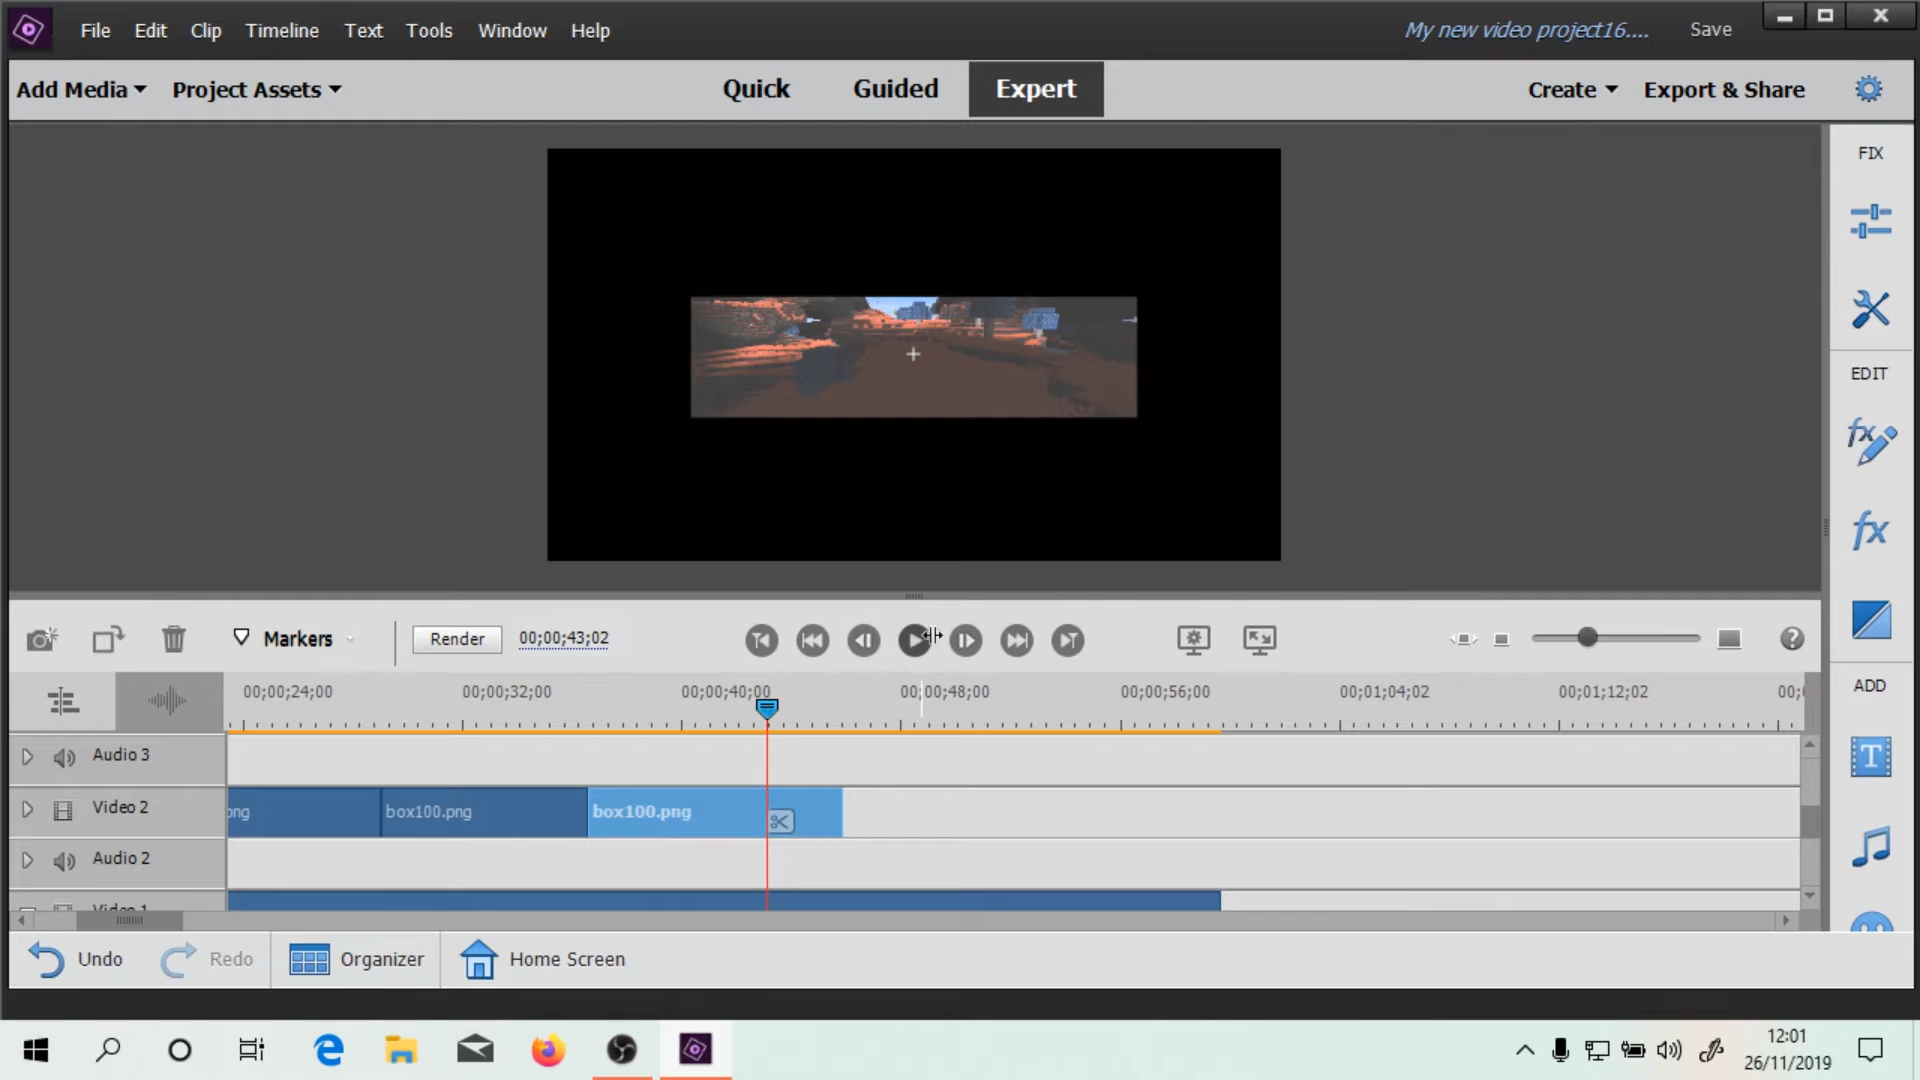 File Edit Clip Timeline Text Tools Window Help My new video project16.... Save
Add Media Project Assets Quick Guided Expert Create Export & Share
FIX
EDIT
Markers Render 00;00;43;02
ADD
00;00;24;00 00;00;32;00 00;00;40;00 00;00;48;00 00;00;56;00 00;01;04;02 00;01;12;02 00;
Audio 3
Video 2 png box100.png box100.png
Audio 2
Video 1
Undo Redo Organizer Home Screen
12:01
26/11/2019